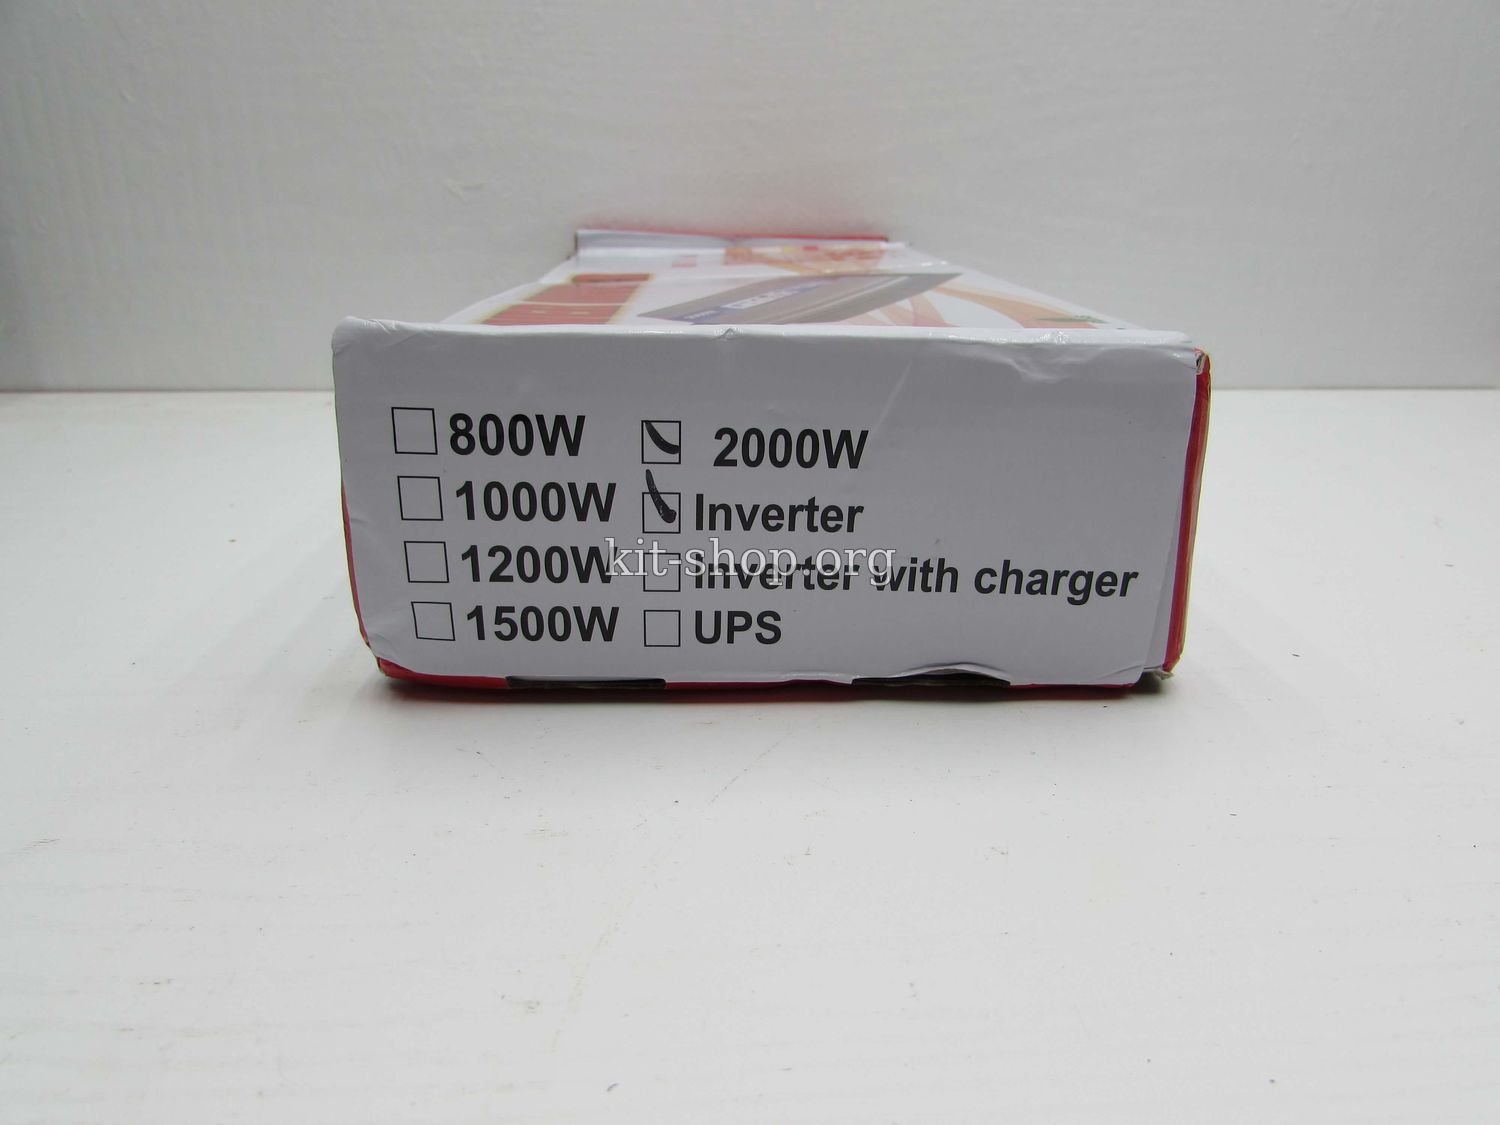 800W
1000W
1200W
1500W
2000W
Inverter
Inverter with charger
UPS
kit-shop.org